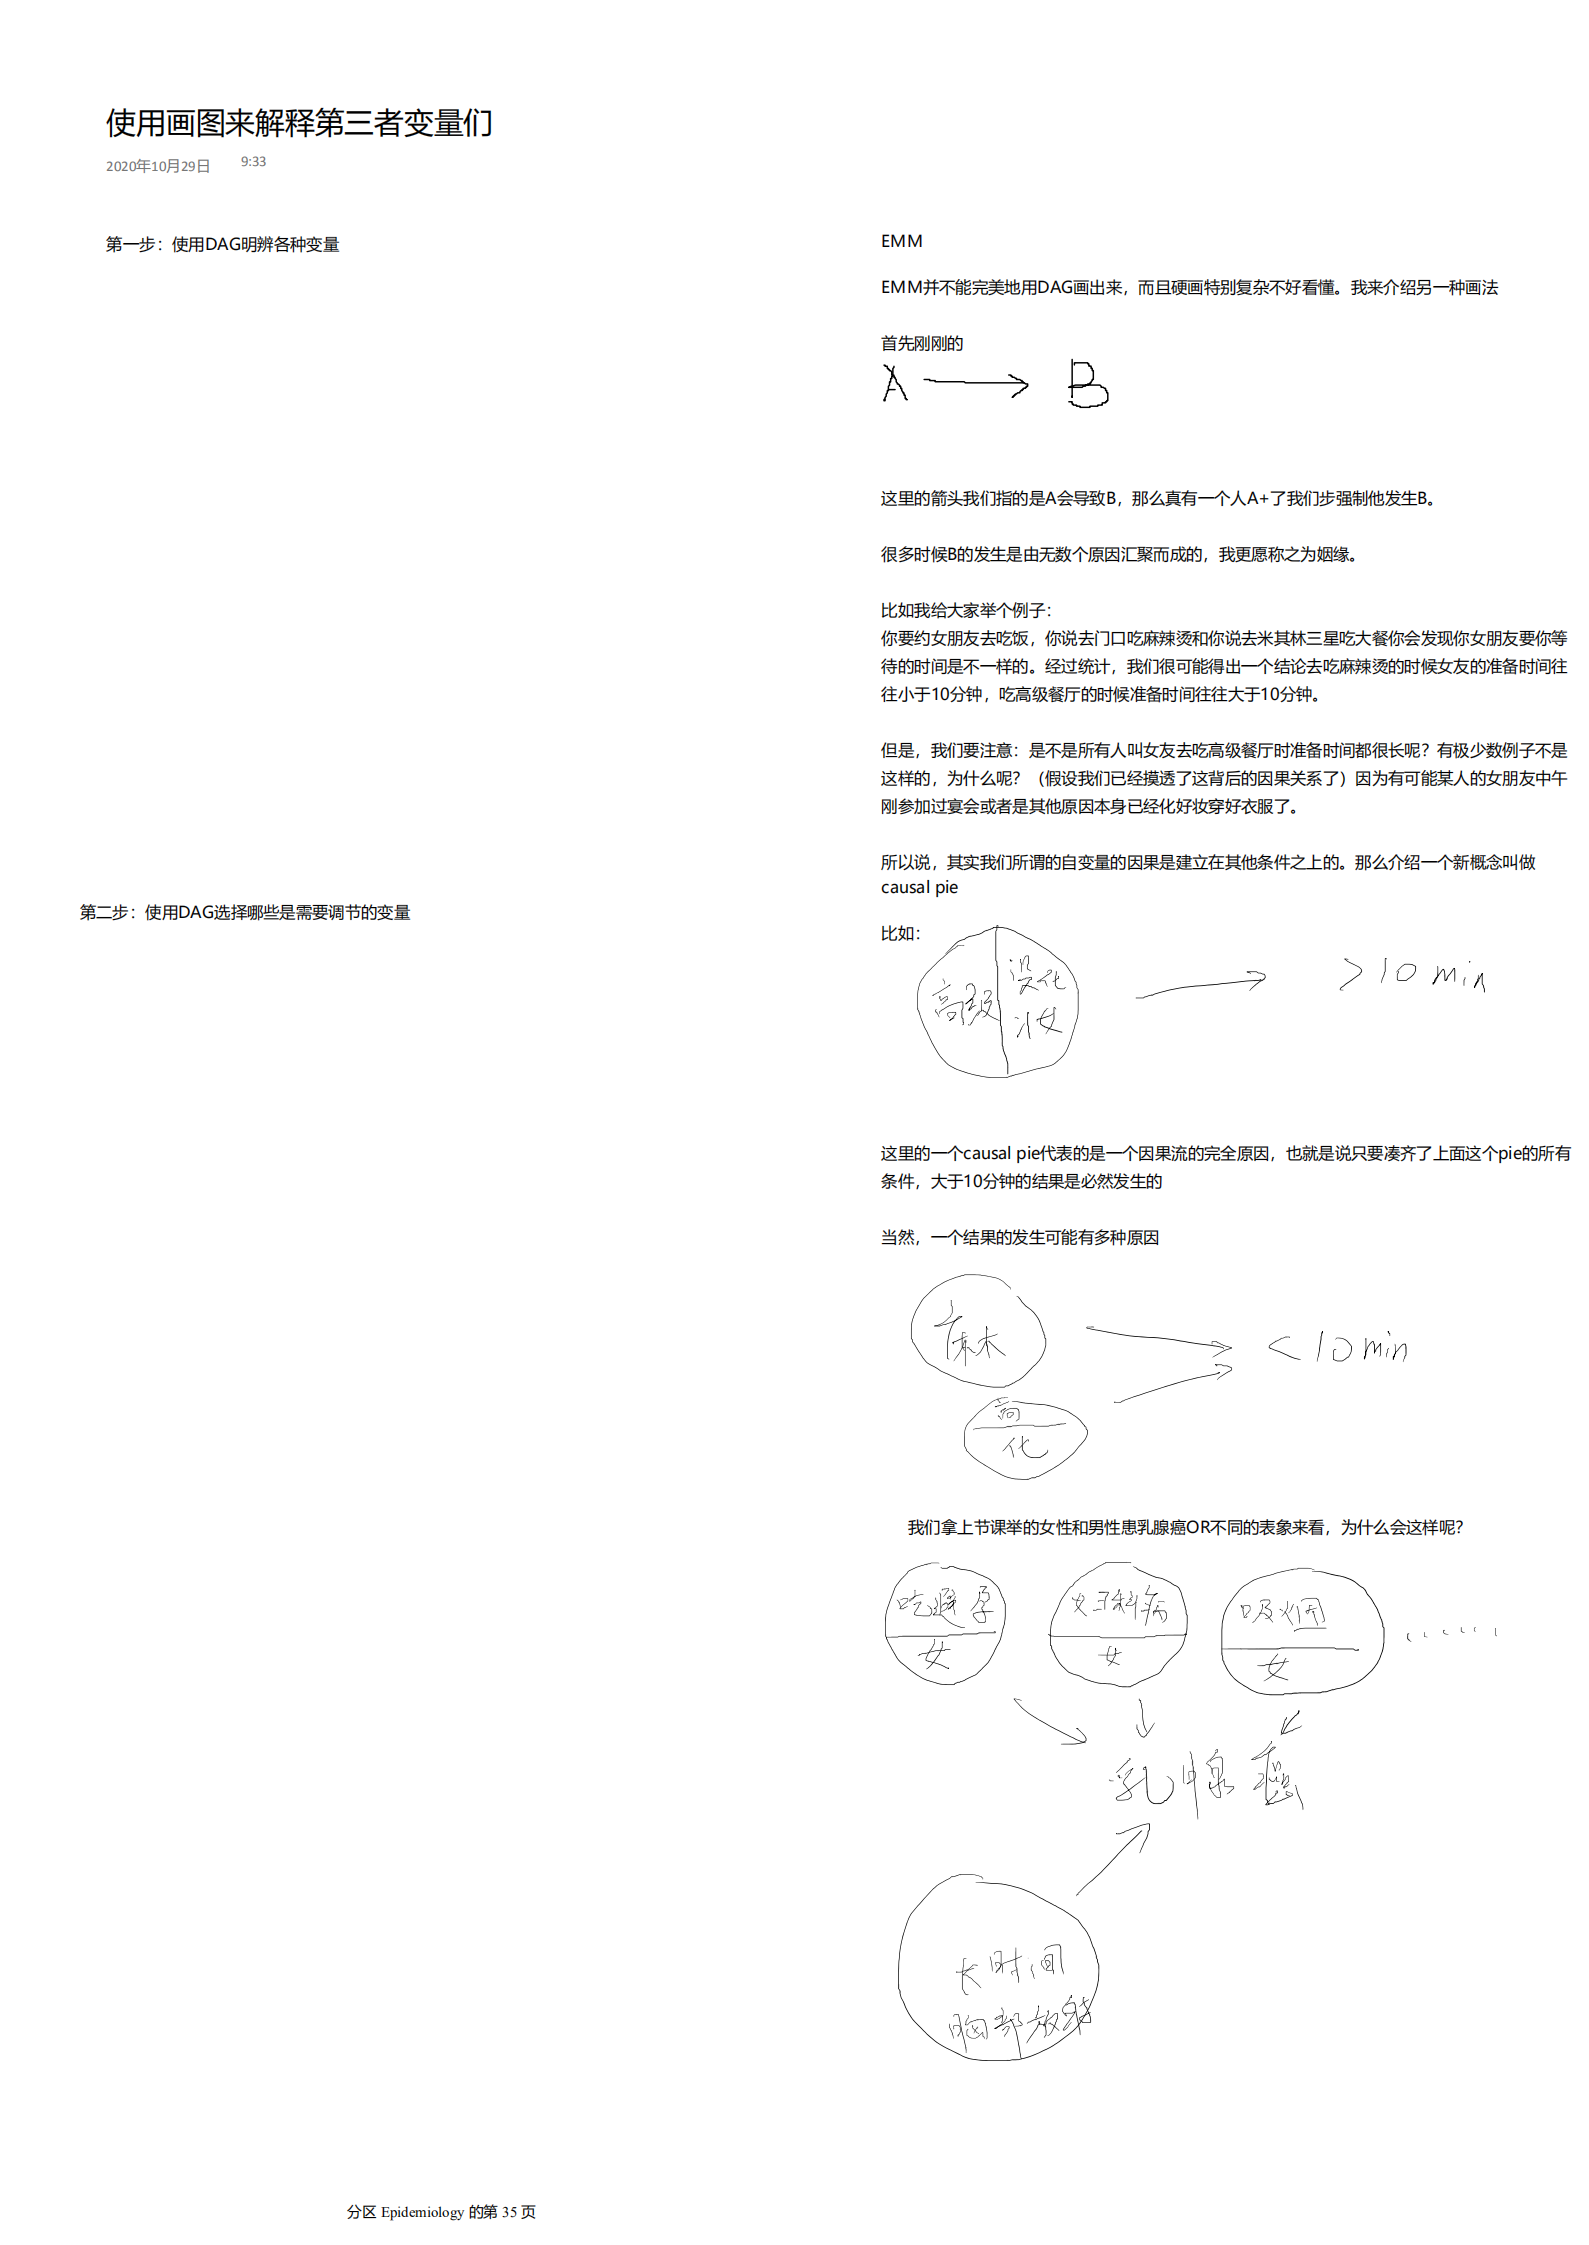 使用画图来解释第三者变量们
2020年10月29日 9:33
第一步：使用DAG明辨各种变量
第二步：使用DAG选择哪些是需要调节的变量
EMM
EMM并不能完美地用DAG画出来，而且硬画特别复杂不好看懂。我来介绍另一种画法
首先刚刚的
A B
这里的箭头我们指的是A会导致B，那么真有一个人A+了我们步强制他发生B。
很多时候B的发生是由无数个原因汇聚而成的，我更愿称之为姻缘。
比如我给大家举个例子：
你要约女朋友去吃饭，你说去门口吃麻辣烫和你说去米其林三星吃大餐你会发现你女朋友要你等
待的时间是不一样的。经过统计，我们很可能得出一个结论去吃麻辣烫的时候女友的准备时间往
往小于10分钟，吃高级餐厅的时候准备时间往往大于10分钟。
但是，我们要注意：是不是所有人叫女友去吃高级餐厅时准备时间都很长呢？有极少数例子不是
这样的，为什么呢？（假设我们已经摸透了这背后的因果关系了）因为有可能某人的女朋友中午
刚参加过宴会或者是其他原因本身已经化好妆穿好衣服了。
所以说，其实我们所谓的自变量的因果是建立在其他条件之上的。那么介绍一个新概念叫做
causal pie
比如：
高级 没化
妆
>10 min
这里的一个causal pie代表的是一个因果流的完全原因，也就是说只要凑齐了上面这个pie的所有
条件，大于10分钟的结果是必然发生的
当然，一个结果的发生可能有多种原因
麻
<10 min
高
化
我们拿上节课举的女性和男性患乳腺癌OR不同的表象来看，为什么会这样呢？
吃避孕 妇科病 吸烟 ......
女 女 女
乳腺癌
长时间
胸部放射
分区 Epidemiology 的第 35 页